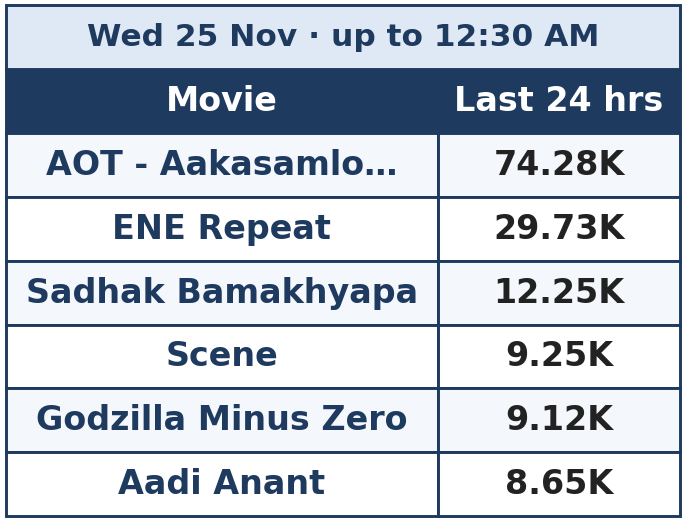 Wed 25 Nov · up to 12:30 AM
Movie Last 24 hrs
AOT - Aakasamlo… 74.28K
ENE Repeat 29.73K
Sadhak Bamakhyapa 12.25K
Scene 9.25K
Godzilla Minus Zero 9.12K
Aadi Anant 8.65K